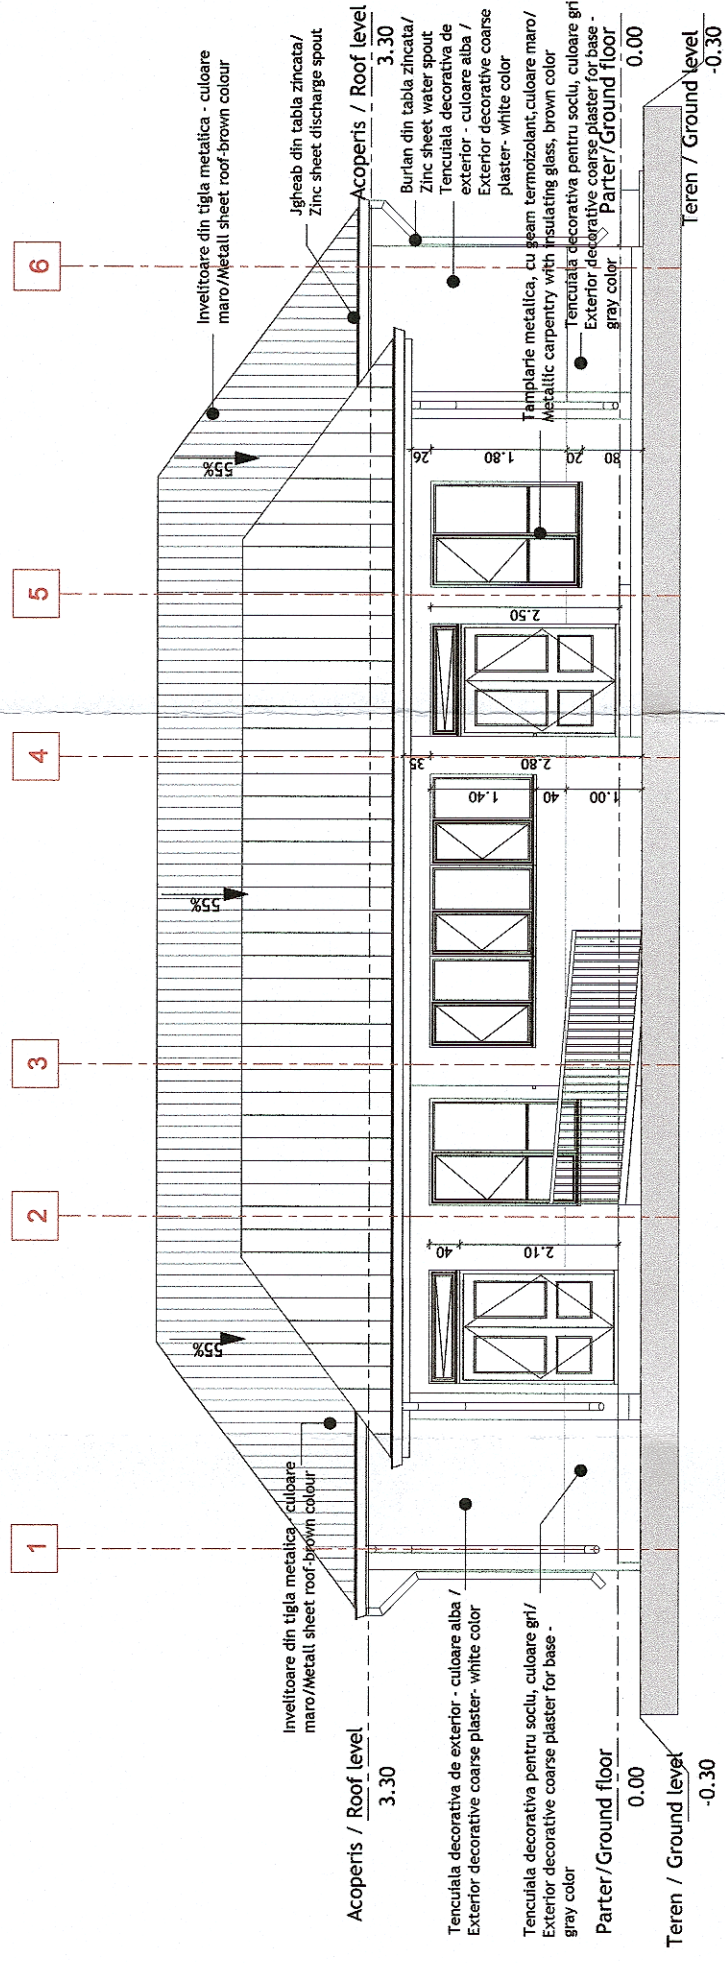 1
2
3
4
5
6
Invelitoare din tigla metalica - culoare
maro/Metall sheet roof-brown colour
Acoperis / Roof level
3.30
Tencuiala decorativa de exterior - culoare alba /
Exterior decorative coarse plaster- white color
Tencuiala decorativa pentru soclu, culoare gri/
Exterior decorative coarse plaster for base -
gray color
Parter/Ground floor
0.00
Teren / Ground level
-0.30
55%
55%
55%
40
2.10
1.40
40
1.00
35
2.80
2.50
26
1.80
20
80
Invelitoare din tigla metalica - culoare
maro/Metall sheet roof-brown colour
Jgheab din tabla zincata/
Zinc sheet discharge spout
Acoperis / Roof level
3.30
Burlan din tabla zincata/
Zinc sheet water spout
Tencuiala decorativa de
exterior - culoare alba /
Exterior decorative coarse
plaster- white color
Tamplarie metalica, cu geam termoizolant,culoare maro/
Metallic carpentry with insulating glass, brown color
Tencuiala decorativa pentru soclu, culoare gri
Exterior decorative coarse plaster for base -
gray color
Parter/Ground floor
0.00
Teren / Ground level
-0.30